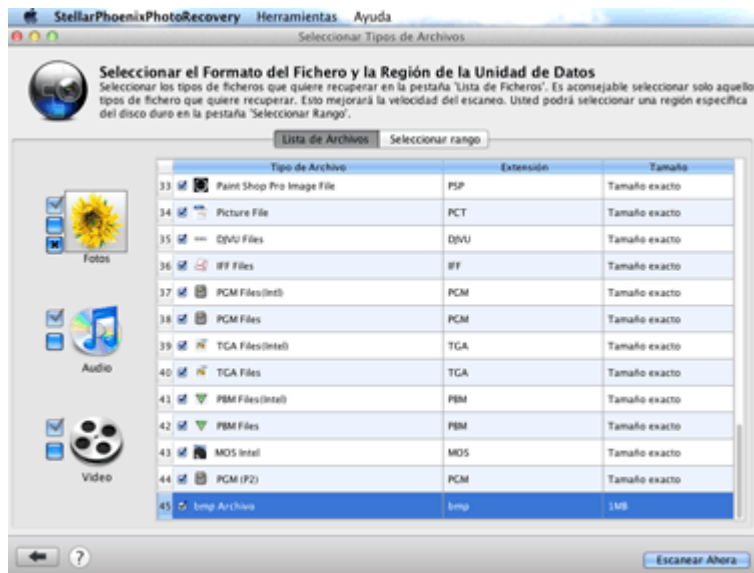 StellarPhoenixPhotoRecovery Herramientas Ayuda
Seleccionar Tipos de Archivos
Seleccionar el Formato del Fichero y la Región de la Unidad de Datos
Seleccionar los tipos de ficheros que quiere recuperar en la pestaña 'Lista de Ficheros'. Es aconsejable seleccionar solo aquello
tipos de fichero que quiere recuperar. Esto mejorará la velocidad del escaneo. Usted podrá seleccionar una región específica
del disco duro en la pestaña 'Seleccionar Rango'.
Lista de Archivos Seleccionar rango
Tipo de Archivo Extensión Tamaño
33 Paint Shop Pro Image File PSP Tamaño exacto
34 Picture File PCT Tamaño exacto
35 DJVU Files DJVU Tamaño exacto
36 IFF Files IFF Tamaño exacto
37 PGM Files(Intl) PGM Tamaño exacto
38 PGM Files PGM Tamaño exacto
39 TGA Files(Intel) TGA Tamaño exacto
40 TGA Files TGA Tamaño exacto
41 PBM Files(Intel) PBM Tamaño exacto
42 PBM Files PBM Tamaño exacto
43 MOS Intel MOS Tamaño exacto
44 PGM (P2) PGM Tamaño exacto
45 bmp Archivo bmp 1MB
Fotos
Audio
Video
?
Escanear Ahora